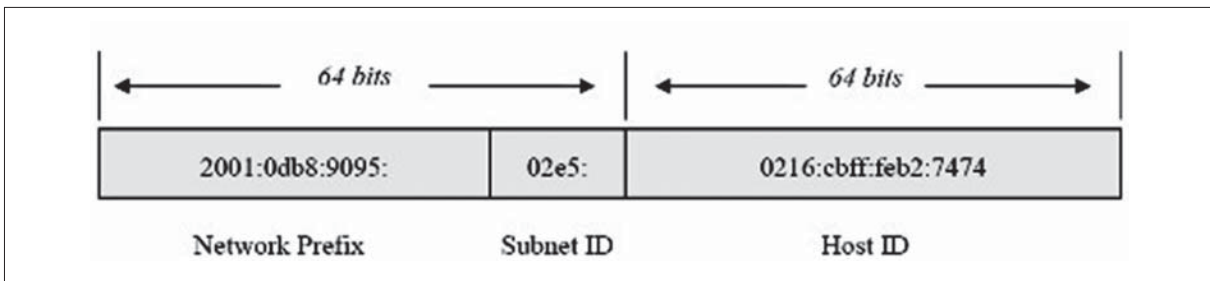 64 bits 64 bits
2001:0db8:9095: 02e5: 0216:cbff:feb2:7474
Network Prefix Subnet ID Host ID